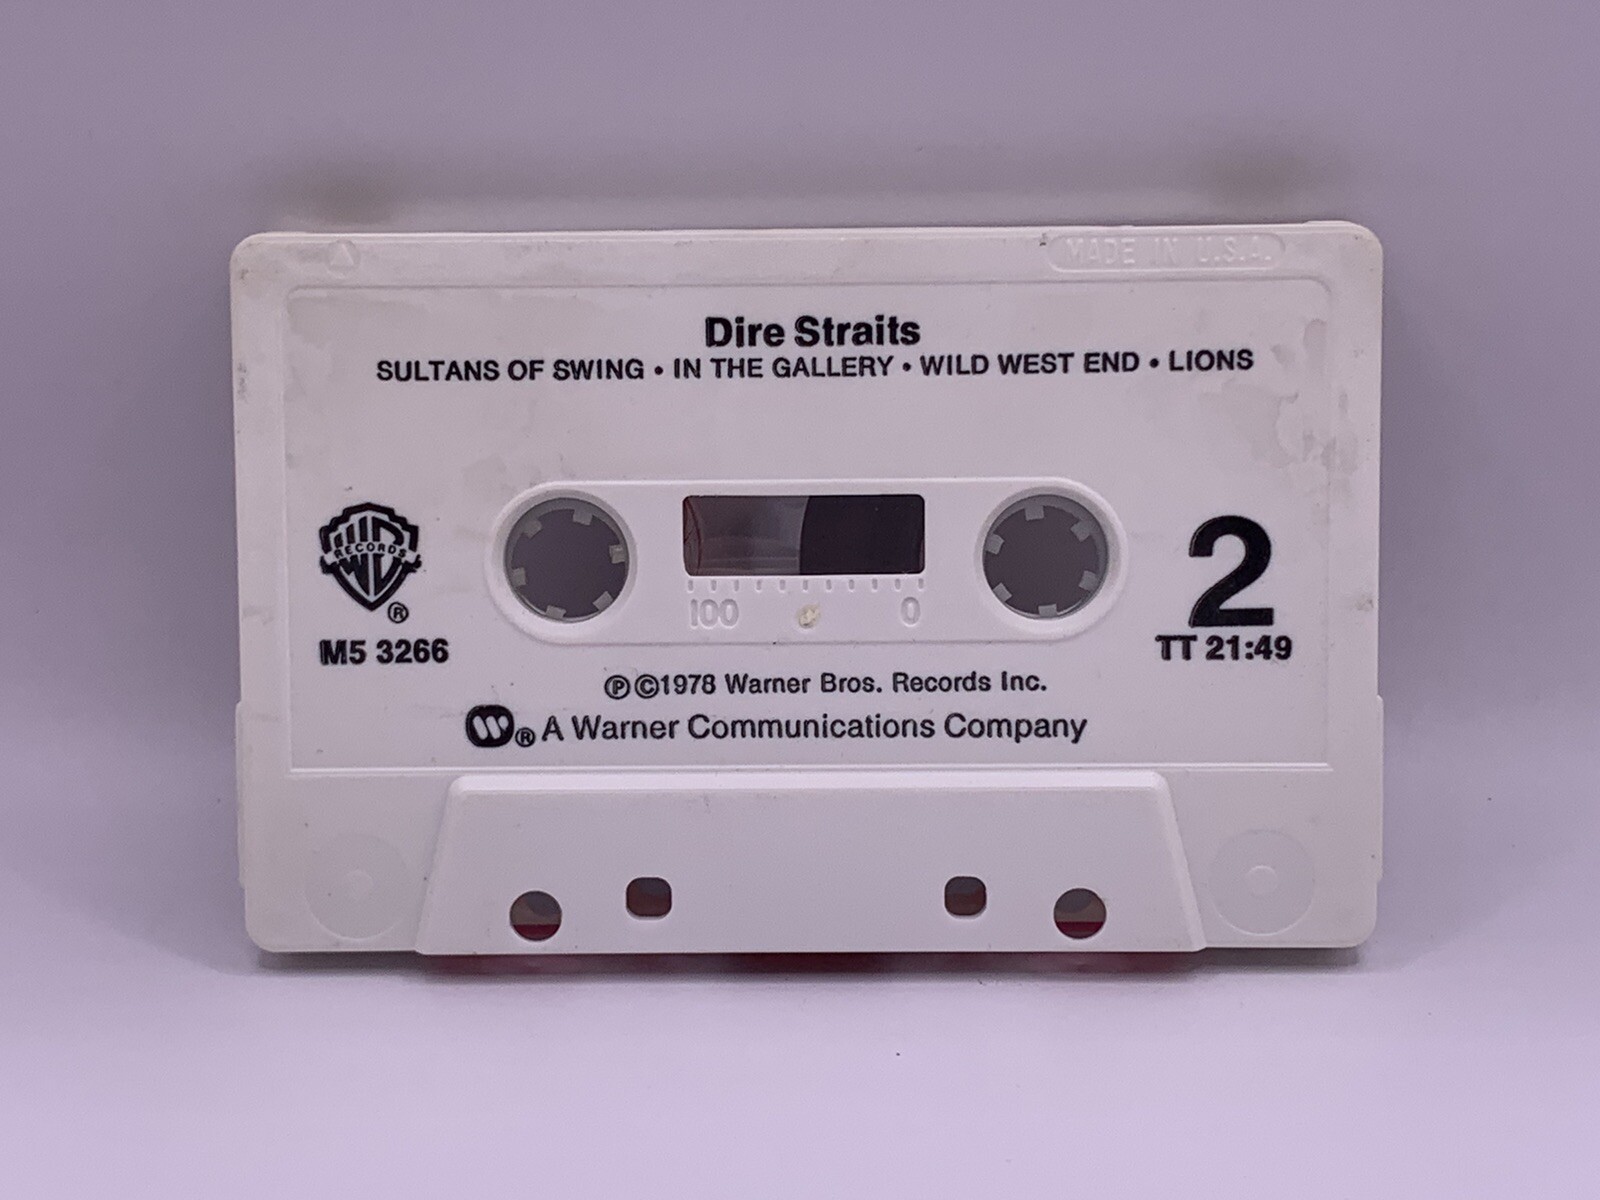 MADE IN U.S.A.
Dire Straits
SULTANS OF SWING • IN THE GALLERY • WILD WEST END • LIONS
WB RECORDS ®
M5 3266
100 0
2
TT 21:49
℗©1978 Warner Bros. Records Inc.
W® A Warner Communications Company